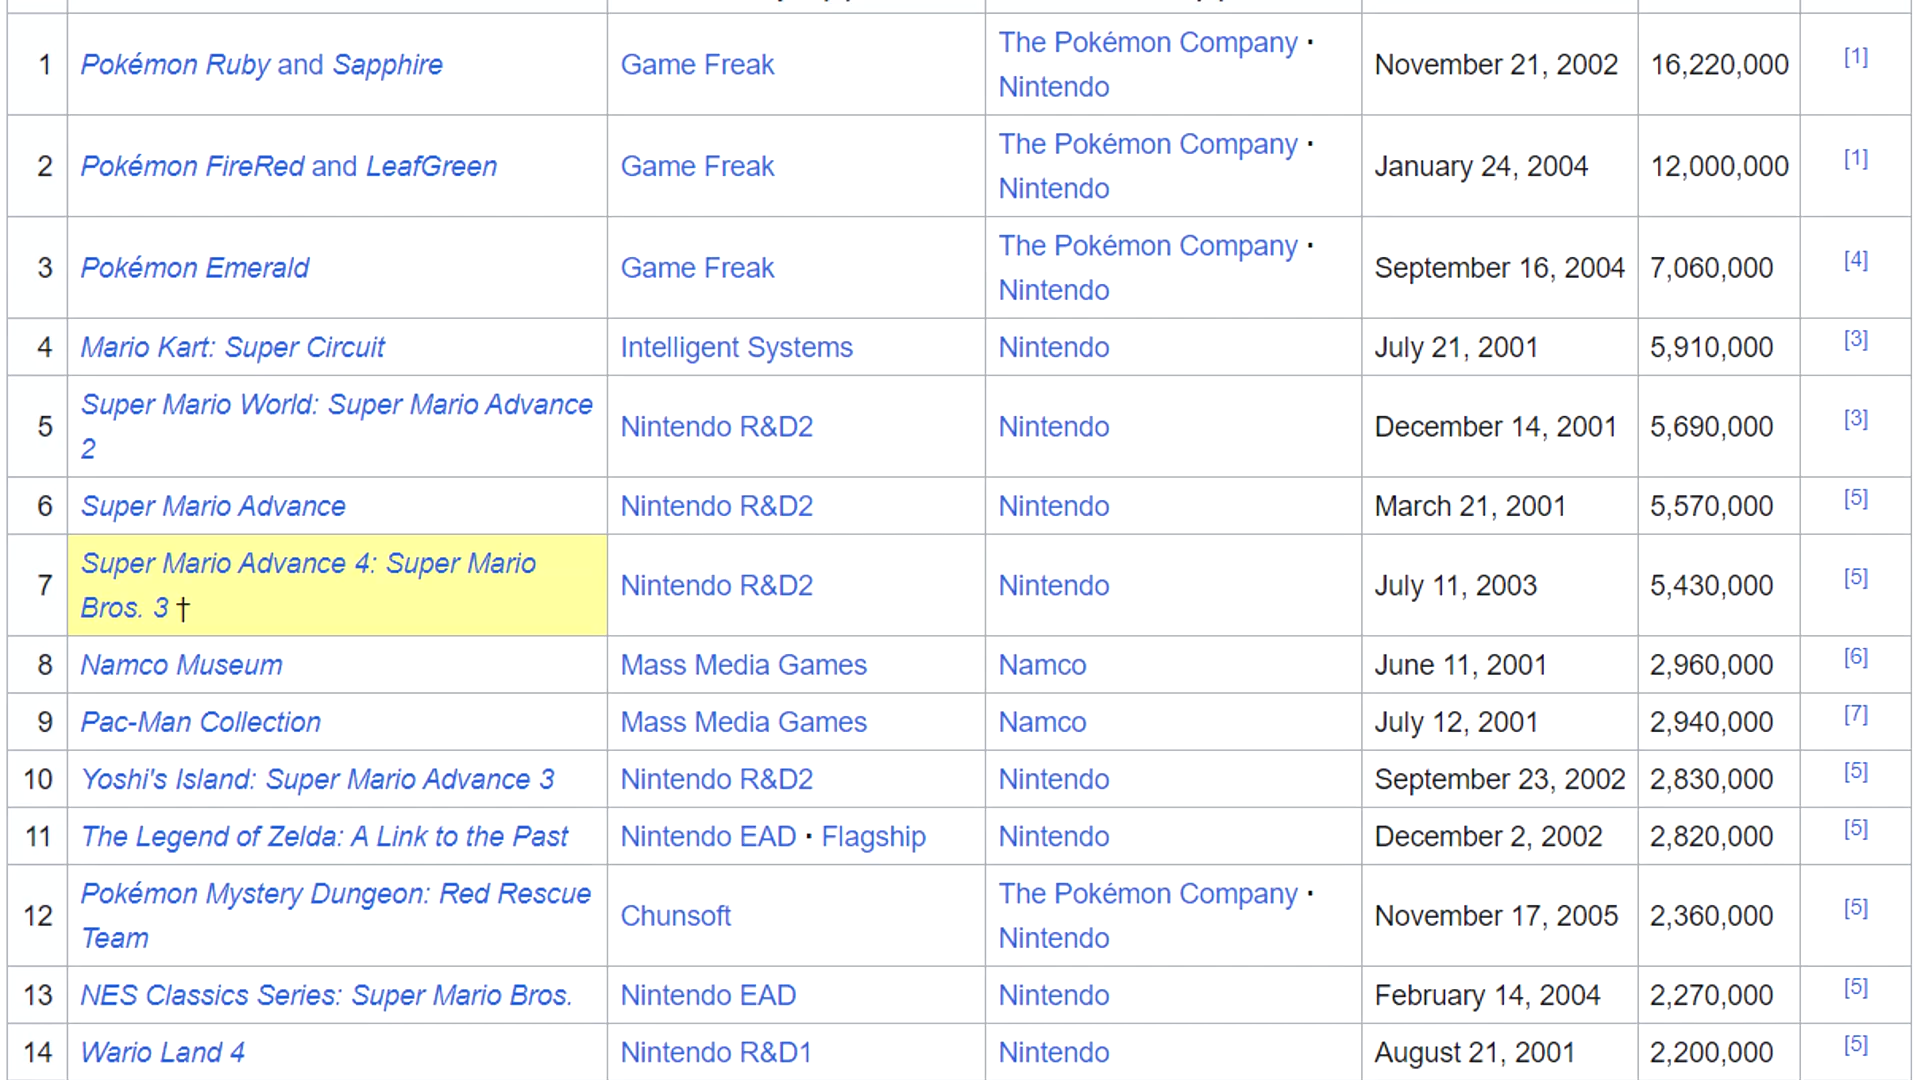 1 Pokémon Ruby and Sapphire Game Freak The Pokémon Company · Nintendo November 21, 2002 16,220,000 [1]
2 Pokémon FireRed and LeafGreen Game Freak The Pokémon Company · Nintendo January 24, 2004 12,000,000 [1]
3 Pokémon Emerald Game Freak The Pokémon Company · Nintendo September 16, 2004 7,060,000 [4]
4 Mario Kart: Super Circuit Intelligent Systems Nintendo July 21, 2001 5,910,000 [3]
5 Super Mario World: Super Mario Advance 2 Nintendo R&D2 Nintendo December 14, 2001 5,690,000 [3]
6 Super Mario Advance Nintendo R&D2 Nintendo March 21, 2001 5,570,000 [5]
7 Super Mario Advance 4: Super Mario Bros. 3 † Nintendo R&D2 Nintendo July 11, 2003 5,430,000 [5]
8 Namco Museum Mass Media Games Namco June 11, 2001 2,960,000 [6]
9 Pac-Man Collection Mass Media Games Namco July 12, 2001 2,940,000 [7]
10 Yoshi's Island: Super Mario Advance 3 Nintendo R&D2 Nintendo September 23, 2002 2,830,000 [5]
11 The Legend of Zelda: A Link to the Past Nintendo EAD · Flagship Nintendo December 2, 2002 2,820,000 [5]
12 Pokémon Mystery Dungeon: Red Rescue Team Chunsoft The Pokémon Company · Nintendo November 17, 2005 2,360,000 [5]
13 NES Classics Series: Super Mario Bros. Nintendo EAD Nintendo February 14, 2004 2,270,000 [5]
14 Wario Land 4 Nintendo R&D1 Nintendo August 21, 2001 2,200,000 [5]